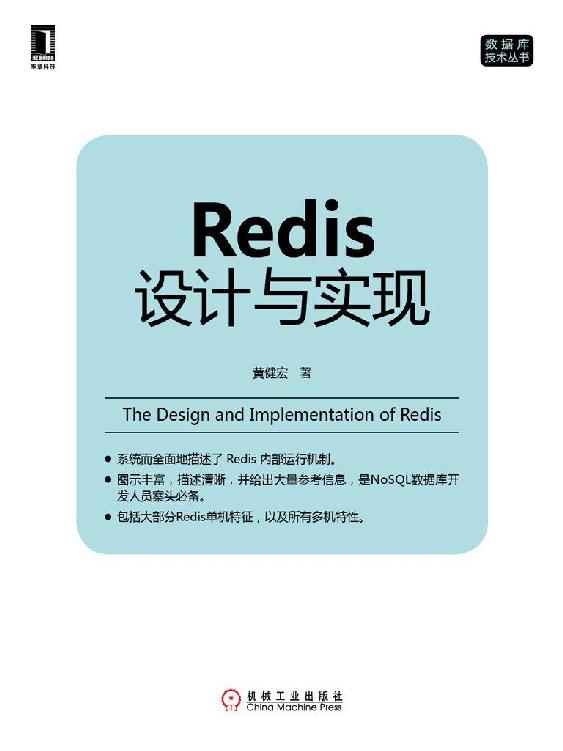 华章科技
数据库
技术丛书
Redis
设计与实现
黄健宏 著
The Design and Implementation of Redis
● 系统而全面地描述了 Redis 内部运行机制。
● 图示丰富，描述清晰，并给出大量参考信息，是NoSQL数据库开
发人员案头必备。
● 包括大部分Redis单机特征，以及所有多机特性。
机械工业出版社
China Machine Press